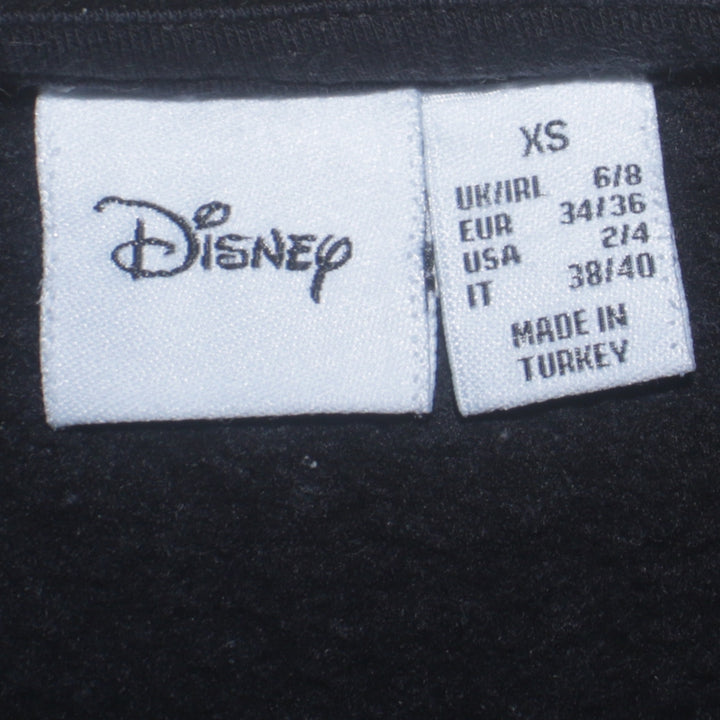 Disney
XS
UK/IRL 6/8
EUR 34/36
USA 2/4
IT 38/40
MADE IN
TURKEY